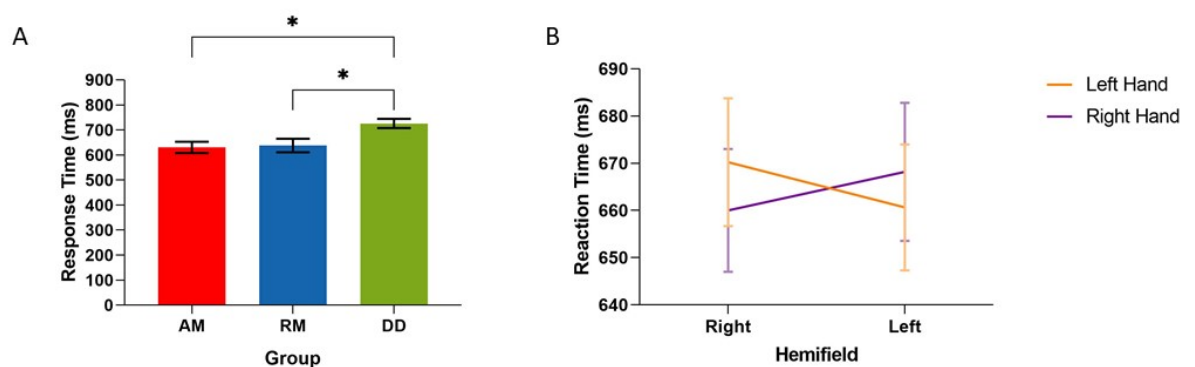 A
*
*
900
800
700
600
500
400
300
200
100
0
Response Time (ms)
AM RM DD
Group
B
690
680
670
660
650
640
Reaction Time (ms)
Right Left
Hemifield
Left Hand
Right Hand